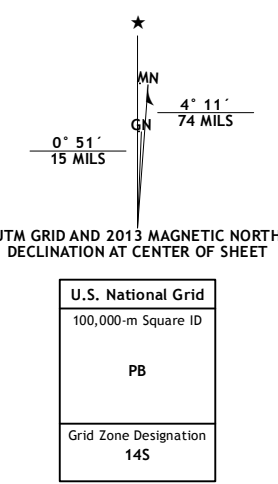 ★
MN
GN
4° 11´
74 MILS
0° 51´
15 MILS
UTM GRID AND 2013 MAGNETIC NORTH
DECLINATION AT CENTER OF SHEET
U.S. National Grid
100,000-m Square ID
PB
Grid Zone Designation
14S